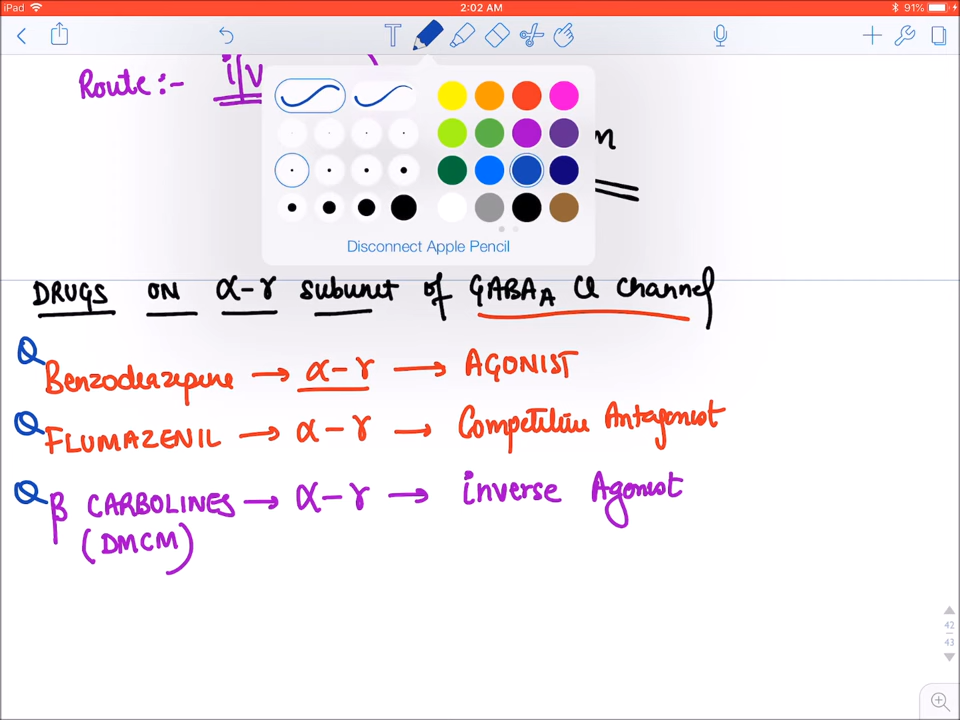 iPad 2:02 AM 91%
T
Route :- i/v
m
Disconnect Apple Pencil
DRUGS ON α-γ subunit of GABAA Cl channel
Q Benzodeazepine → α-γ → AGONIST
Q FLUMAZENIL → α-γ → Competitive Antagonist
Q β CARBOLINES → α-γ → inverse Agonist
(DMCM)
42
43